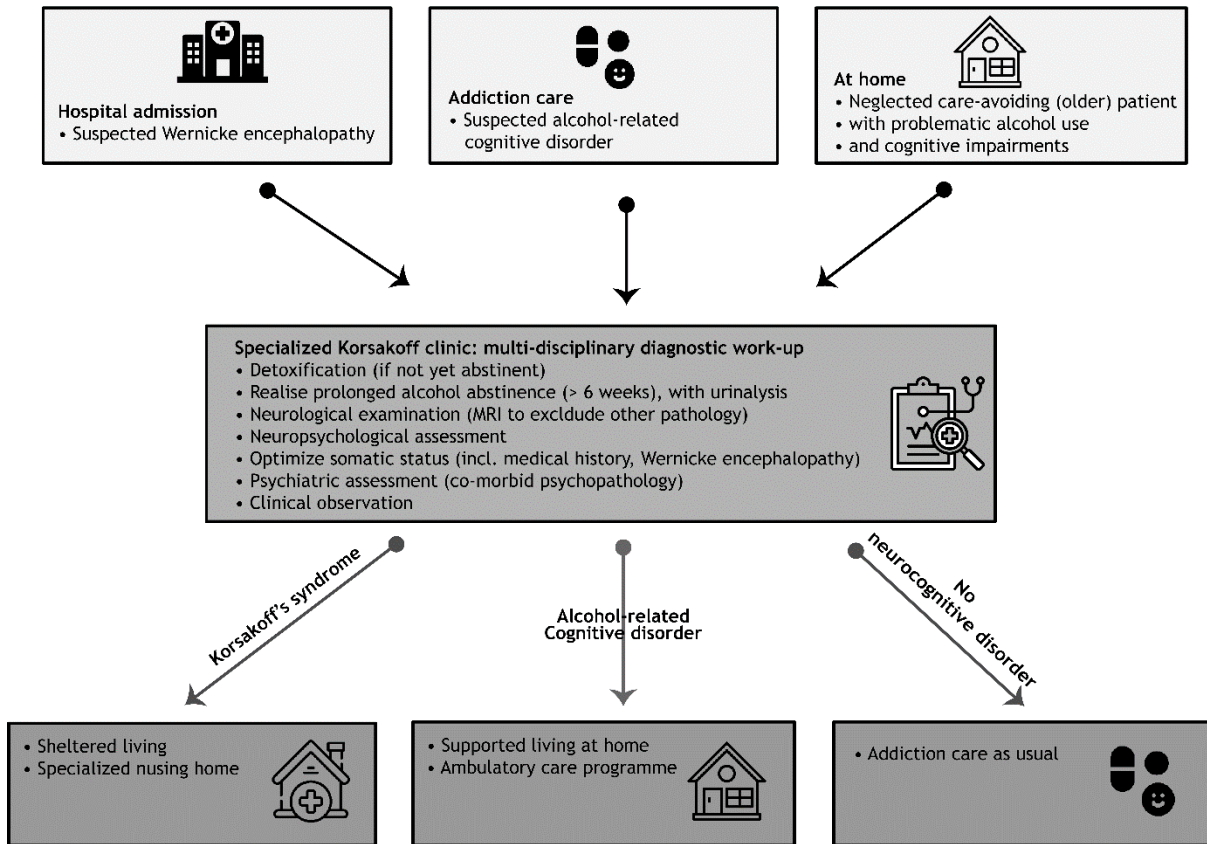 Hospital admission
• Suspected Wernicke encephalopathy
Addiction care
• Suspected alcohol-related
cognitive disorder
At home
• Neglected care-avoiding (older) patient
• with problematic alcohol use
• and cognitive impairments
Specialized Korsakoff clinic: multi-disciplinary diagnostic work-up
• Detoxification (if not yet abstinent)
• Realise prolonged alcohol abstinence (> 6 weeks), with urinalysis
• Neurological examination (MRI to excldude other pathology)
• Neuropsychological assessment
• Optimize somatic status (incl. medical history, Wernicke encephalopathy)
• Psychiatric assessment (co-morbid psychopathology)
• Clinical observation
Korsakoff's syndrome
Alcohol-related
Cognitive disorder
No
neurocognitive disorder
• Sheltered living
• Specialized nusing home
• Supported living at home
• Ambulatory care programme
• Addiction care as usual